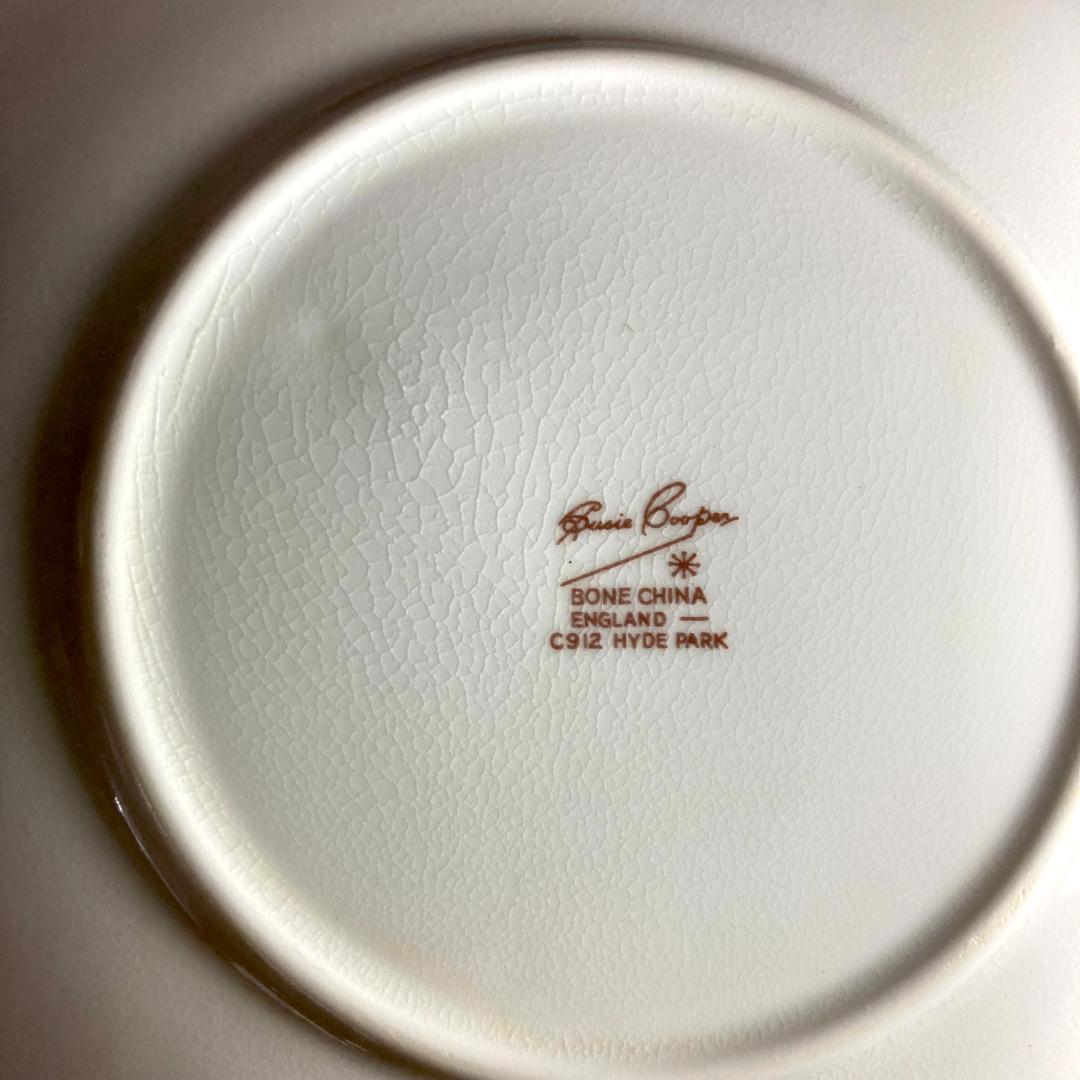 Susie Cooper
BONE CHINA
ENGLAND —
C912 HYDE PARK